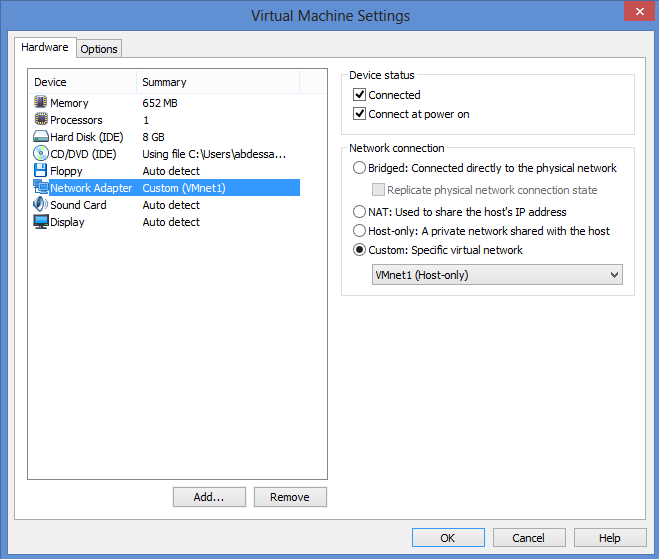 Virtual Machine Settings
Hardware
Options
Device Summary
Memory 652 MB
Processors 1
Hard Disk (IDE) 8 GB
CD/DVD (IDE) Using file C:\Users\abdessa...
Floppy Auto detect
Network Adapter Custom (VMnet1)
Sound Card Auto detect
Display Auto detect
Add...
Remove
Device status
Connected
Connect at power on
Network connection
Bridged: Connected directly to the physical network
Replicate physical network connection state
NAT: Used to share the host's IP address
Host-only: A private network shared with the host
Custom: Specific virtual network
VMnet1 (Host-only)
OK
Cancel
Help